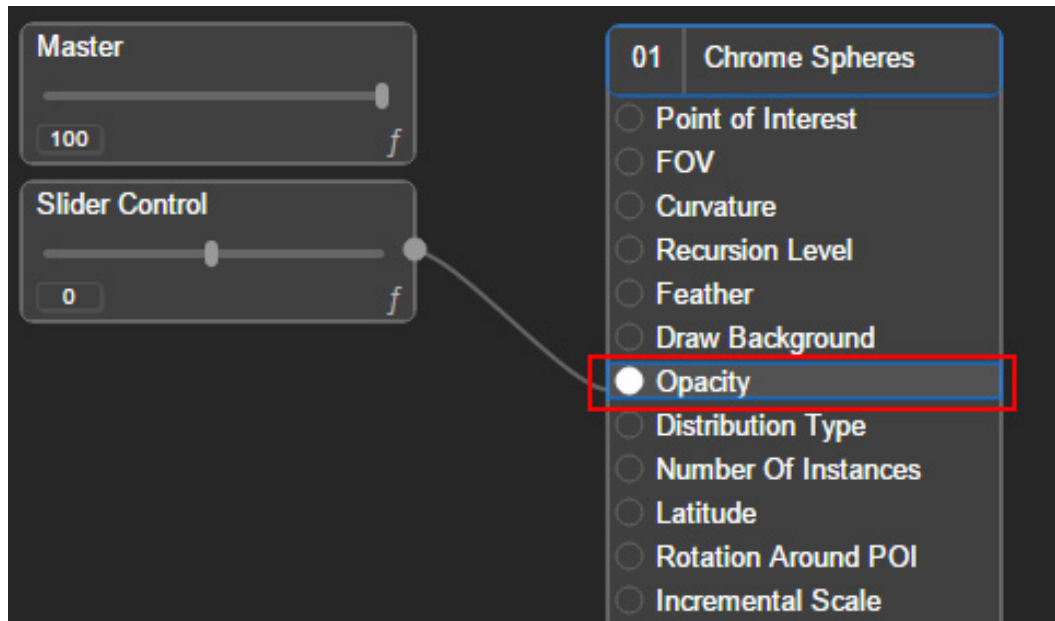 Master
100
f
Slider Control
0
f
01 Chrome Spheres
Point of Interest
FOV
Curvature
Recursion Level
Feather
Draw Background
Opacity
Distribution Type
Number Of Instances
Latitude
Rotation Around POI
Incremental Scale